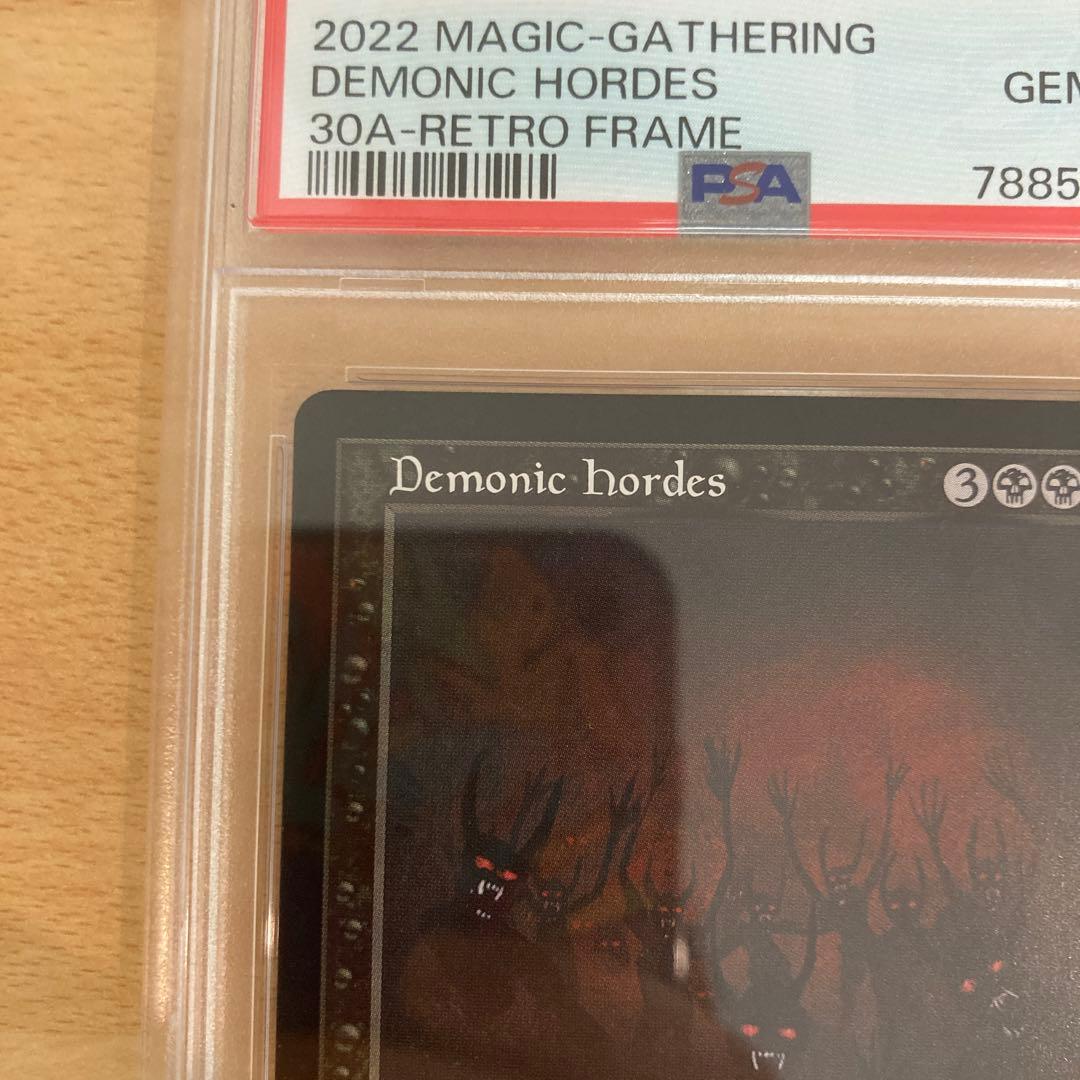 2022 MAGIC-GATHERING
DEMONIC HORDES
GEM
30A-RETRO FRAME
PSA
7885
Demonic Hordes
3